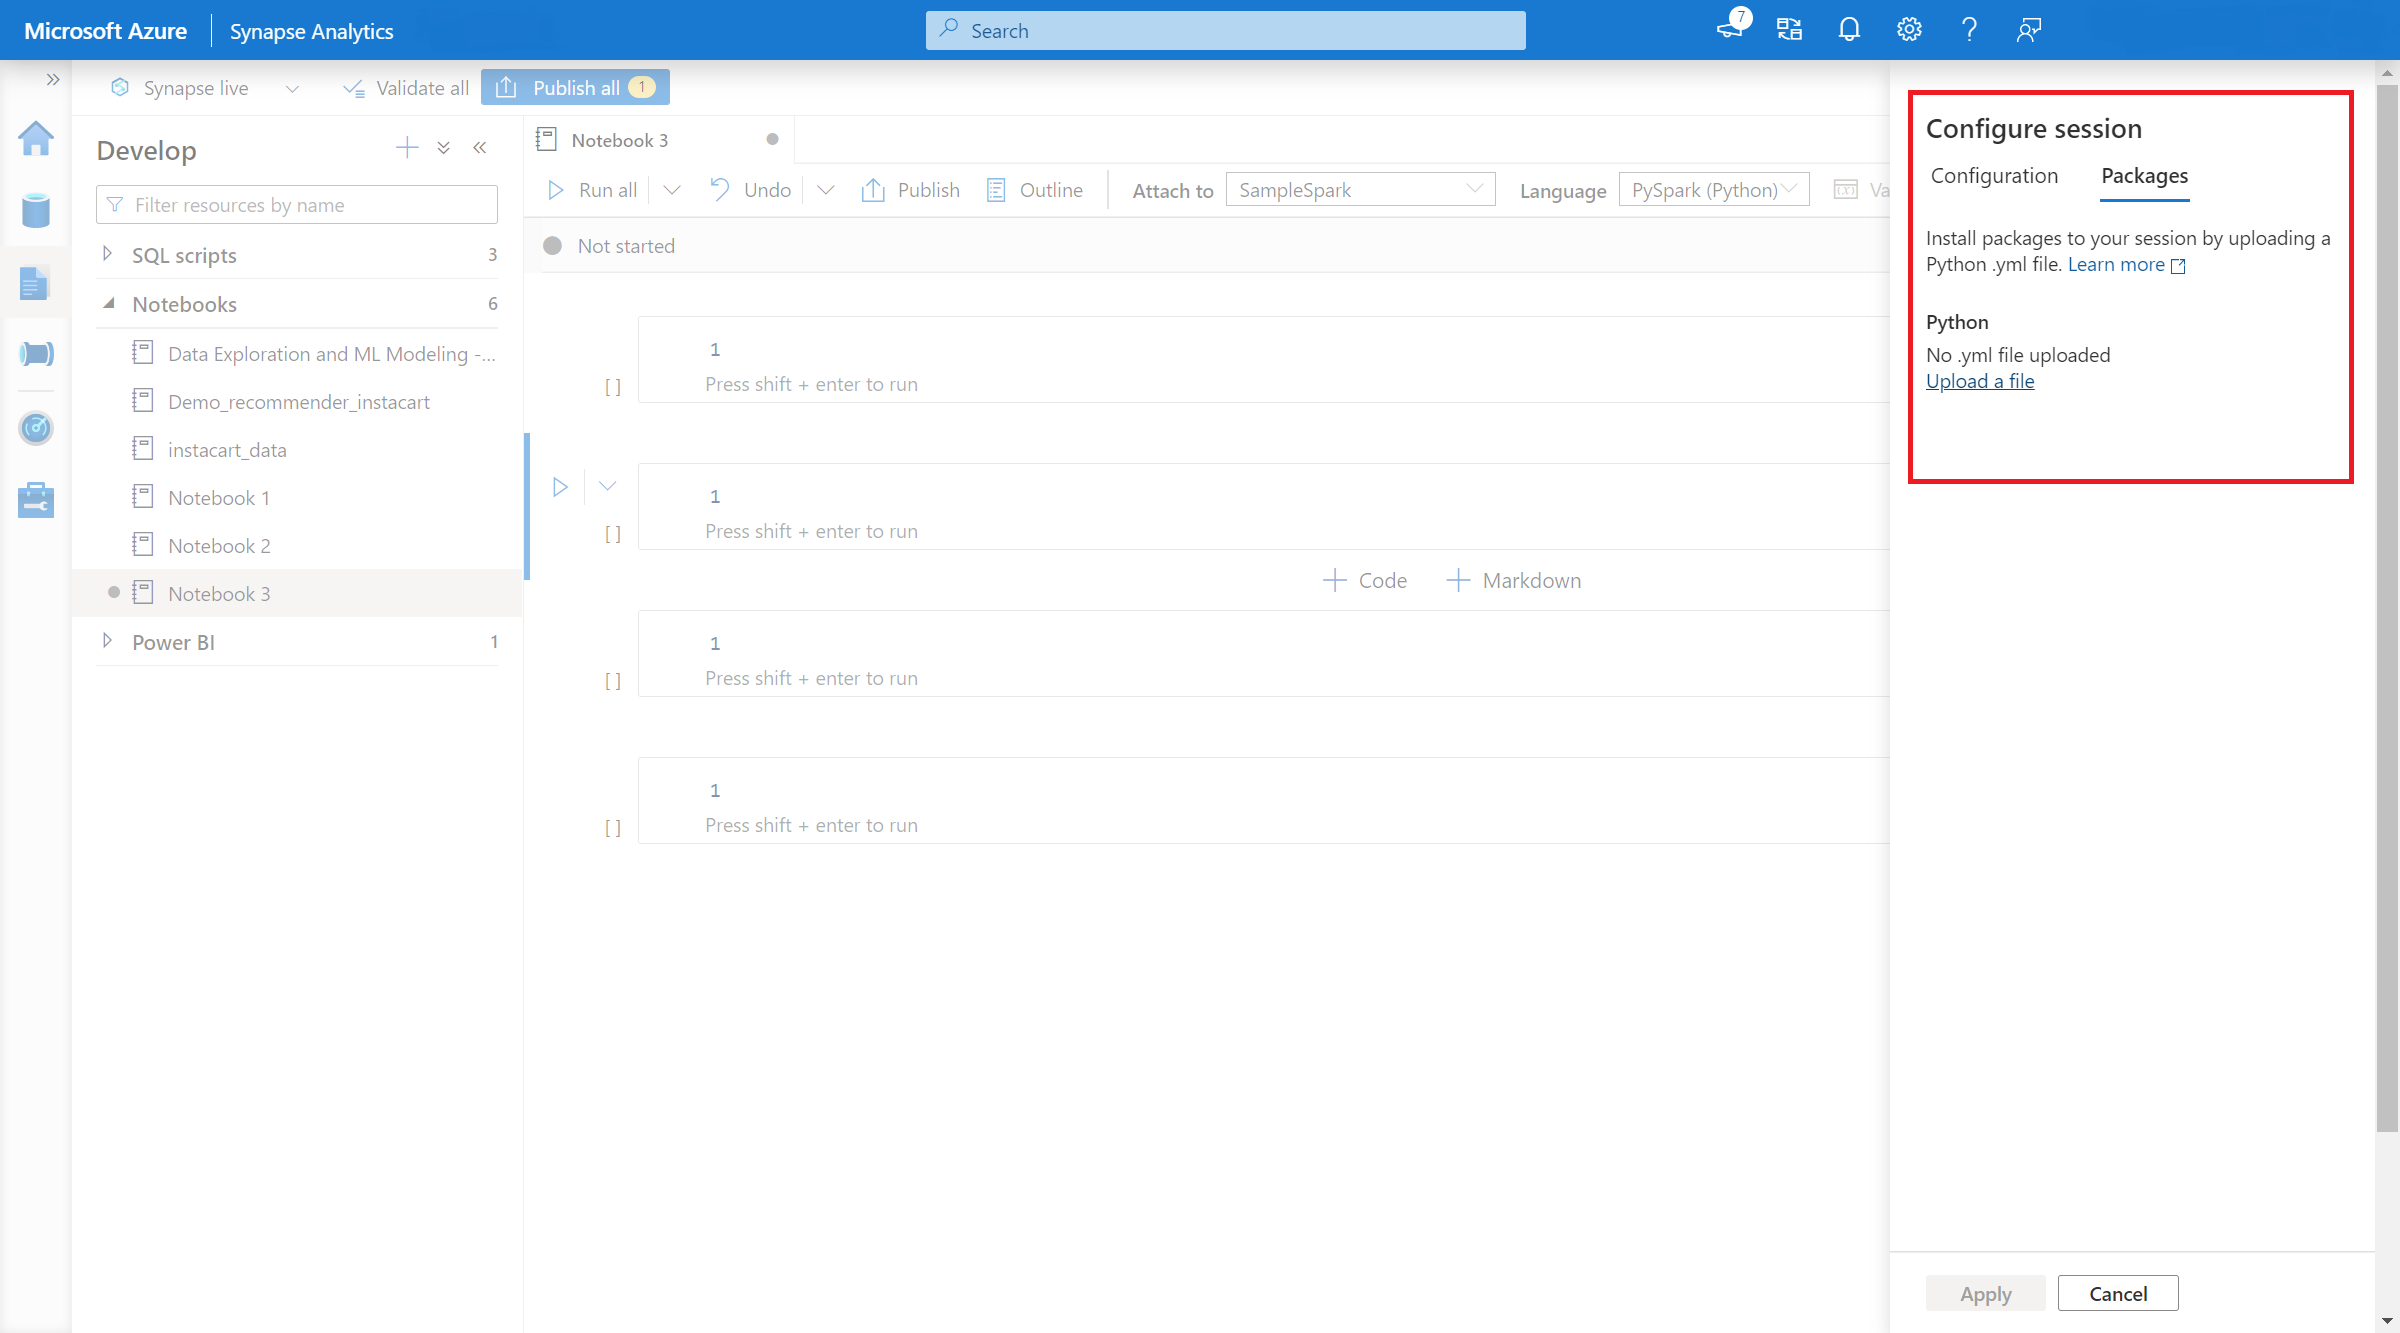 Microsoft Azure
Synapse Analytics
Search
7
Synapse live
Validate all
Publish all
1
Develop
Filter resources by name
SQL scripts
3
Notebooks
6
Data Exploration and ML Modeling -...
Demo_recommender_instacart
instacart_data
Notebook 1
Notebook 2
Notebook 3
Power BI
1
Notebook 3
Run all
Undo
Publish
Outline
Attach to
SampleSpark
Language
PySpark (Python)
Va
Not started
1
Press shift + enter to run
[ ]
1
Press shift + enter to run
[ ]
Code
Markdown
1
Press shift + enter to run
[ ]
1
Press shift + enter to run
[ ]
Configure session
Configuration
Packages
Install packages to your session by uploading a
Python .yml file. Learn more
Python
No .yml file uploaded
Upload a file
Apply
Cancel